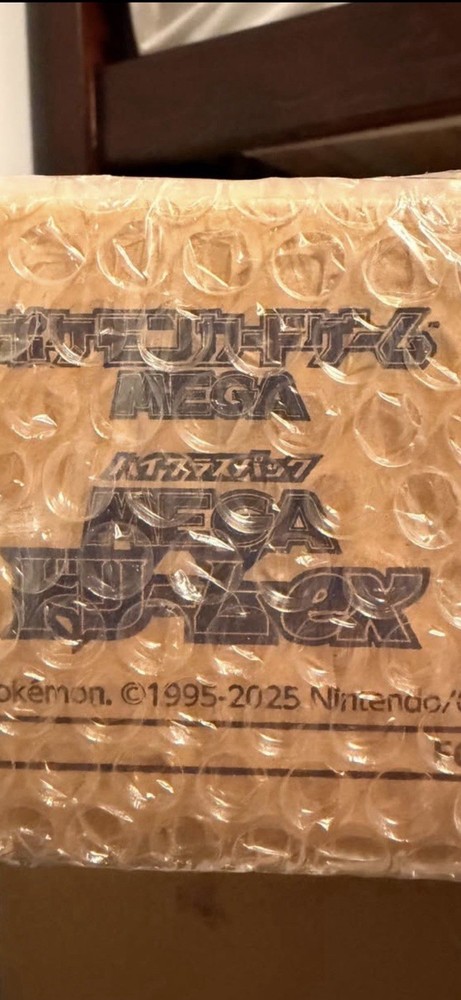 ポケモンカードゲーム
MEGA
ハイクラスパック
MEGA
ドリームex
okémon. ©1995-2025 Nintendo/